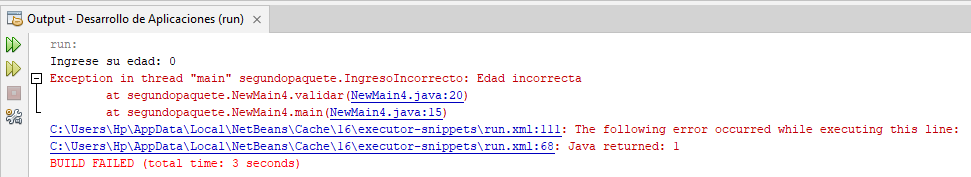 Output - Desarrollo de Aplicaciones (run)
run:
Ingrese su edad: 0
Exception in thread "main" segundopaquete.IngresoIncorrecto: Edad incorrecta
at segundopaquete.NewMain4.validar(NewMain4.java:20)
at segundopaquete.NewMain4.main(NewMain4.java:15)
C:\Users\Hp\AppData\Local\NetBeans\Cache\16\executor-snippets\run.xml:111: The following error occurred while executing this line:
C:\Users\Hp\AppData\Local\NetBeans\Cache\16\executor-snippets\run.xml:68: Java returned: 1
BUILD FAILED (total time: 3 seconds)